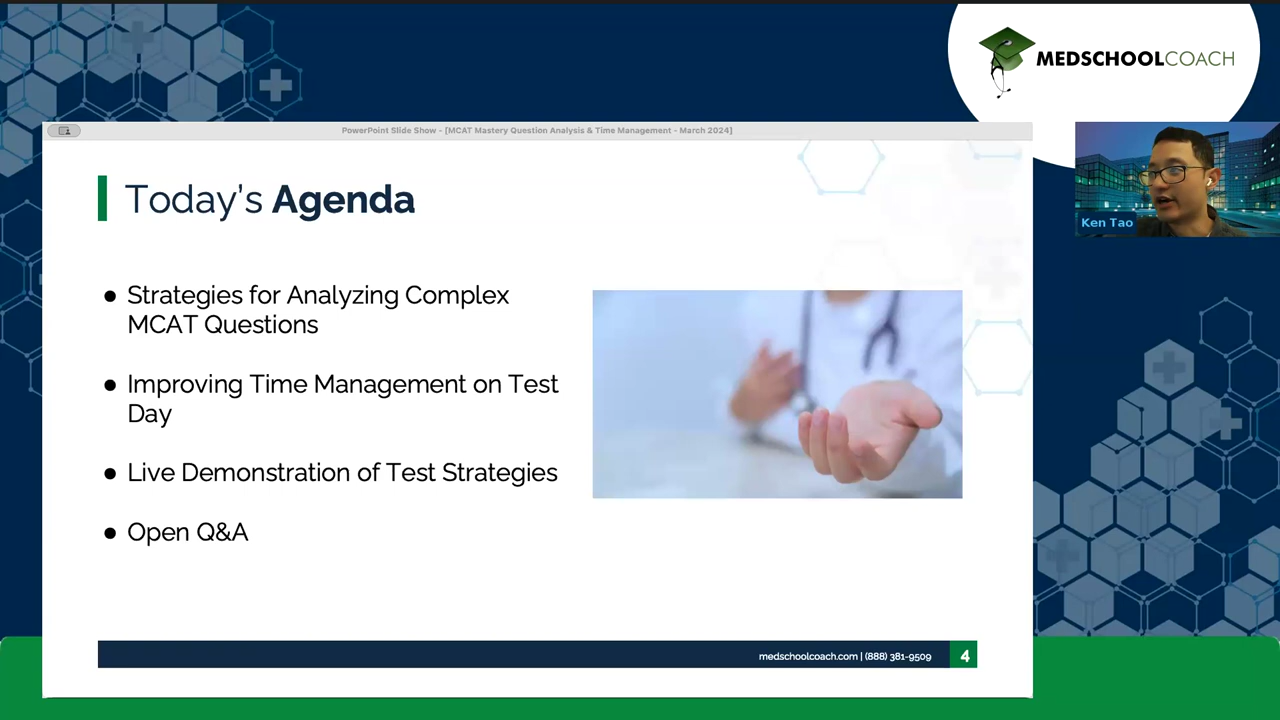 MEDSCHOOLCOACH
PowerPoint Slide Show - [MCAT Mastery Question Analysis & Time Management - March 2024]
Today's Agenda
Ken Tao
● Strategies for Analyzing Complex
MCAT Questions
● Improving Time Management on Test
Day
● Live Demonstration of Test Strategies
● Open Q&A
medschoolcoach.com | (888) 381-9509
4